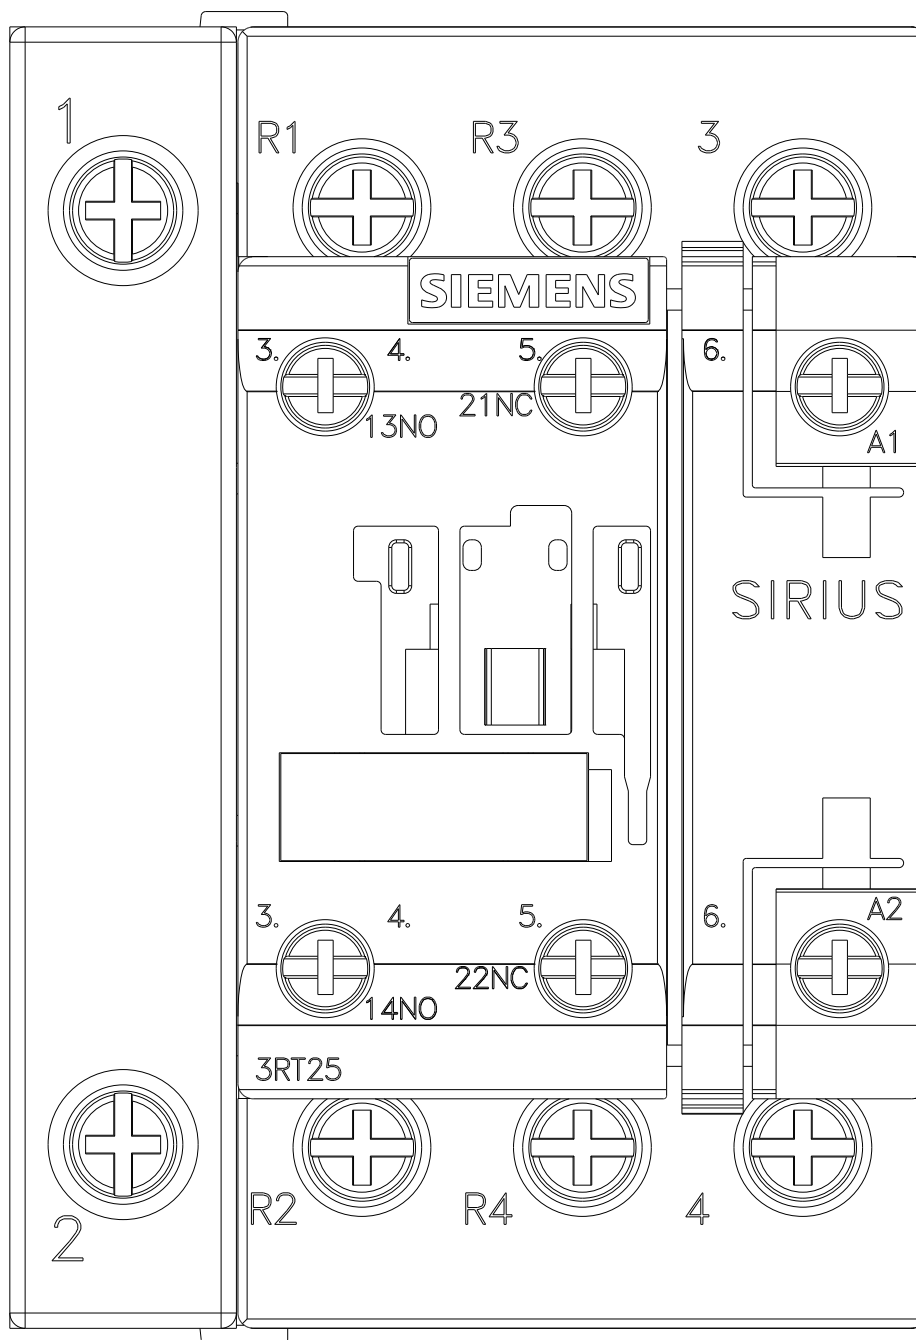 1
R1 R3 3
SIEMENS
3. 4. 5. 6.
21NC
13NO
A1
SIRIUS
A2
3. 4. 5. 6.
22NC
14NO
3RT25
R2 R4 4
2